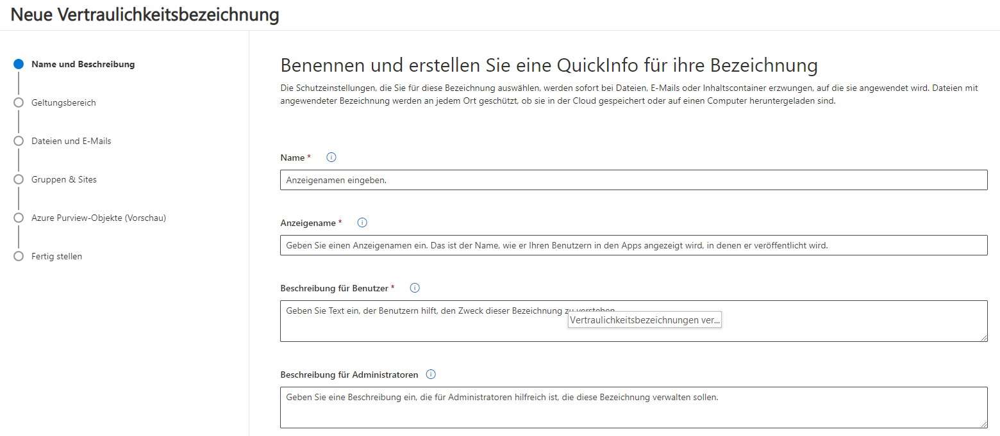 Neue Vertraulichkeitsbezeichnung
Name und Beschreibung
Geltungsbereich
Dateien und E-Mails
Gruppen & Sites
Azure Purview-Objekte (Vorschau)
Fertig stellen
Benennen und erstellen Sie eine QuickInfo für ihre Bezeichnung
Die Schutzeinstellungen, die Sie für diese Bezeichnung auswählen, werden sofort bei Dateien, E-Mails oder Inhaltscontainer erzwungen, auf die sie angewendet wird. Dateien mit
angewendeter Bezeichnung werden an jedem Ort geschützt, ob sie in der Cloud gespeichert oder auf einen Computer heruntergeladen sind.
Name *
Anzeigenamen eingeben.
Anzeigename *
Geben Sie einen Anzeigenamen ein. Das ist der Name, wie er Ihren Benutzern in den Apps angezeigt wird, in denen er veröffentlicht wird.
Beschreibung für Benutzer *
Geben Sie Text ein, der Benutzern hilft, den Zweck dieser Bezeichnung zu verstehen.
Vertraulichkeitsbezeichnungen ver...
Beschreibung für Administratoren
Geben Sie eine Beschreibung ein, die für Administratoren hilfreich ist, die diese Bezeichnung verwalten sollen.